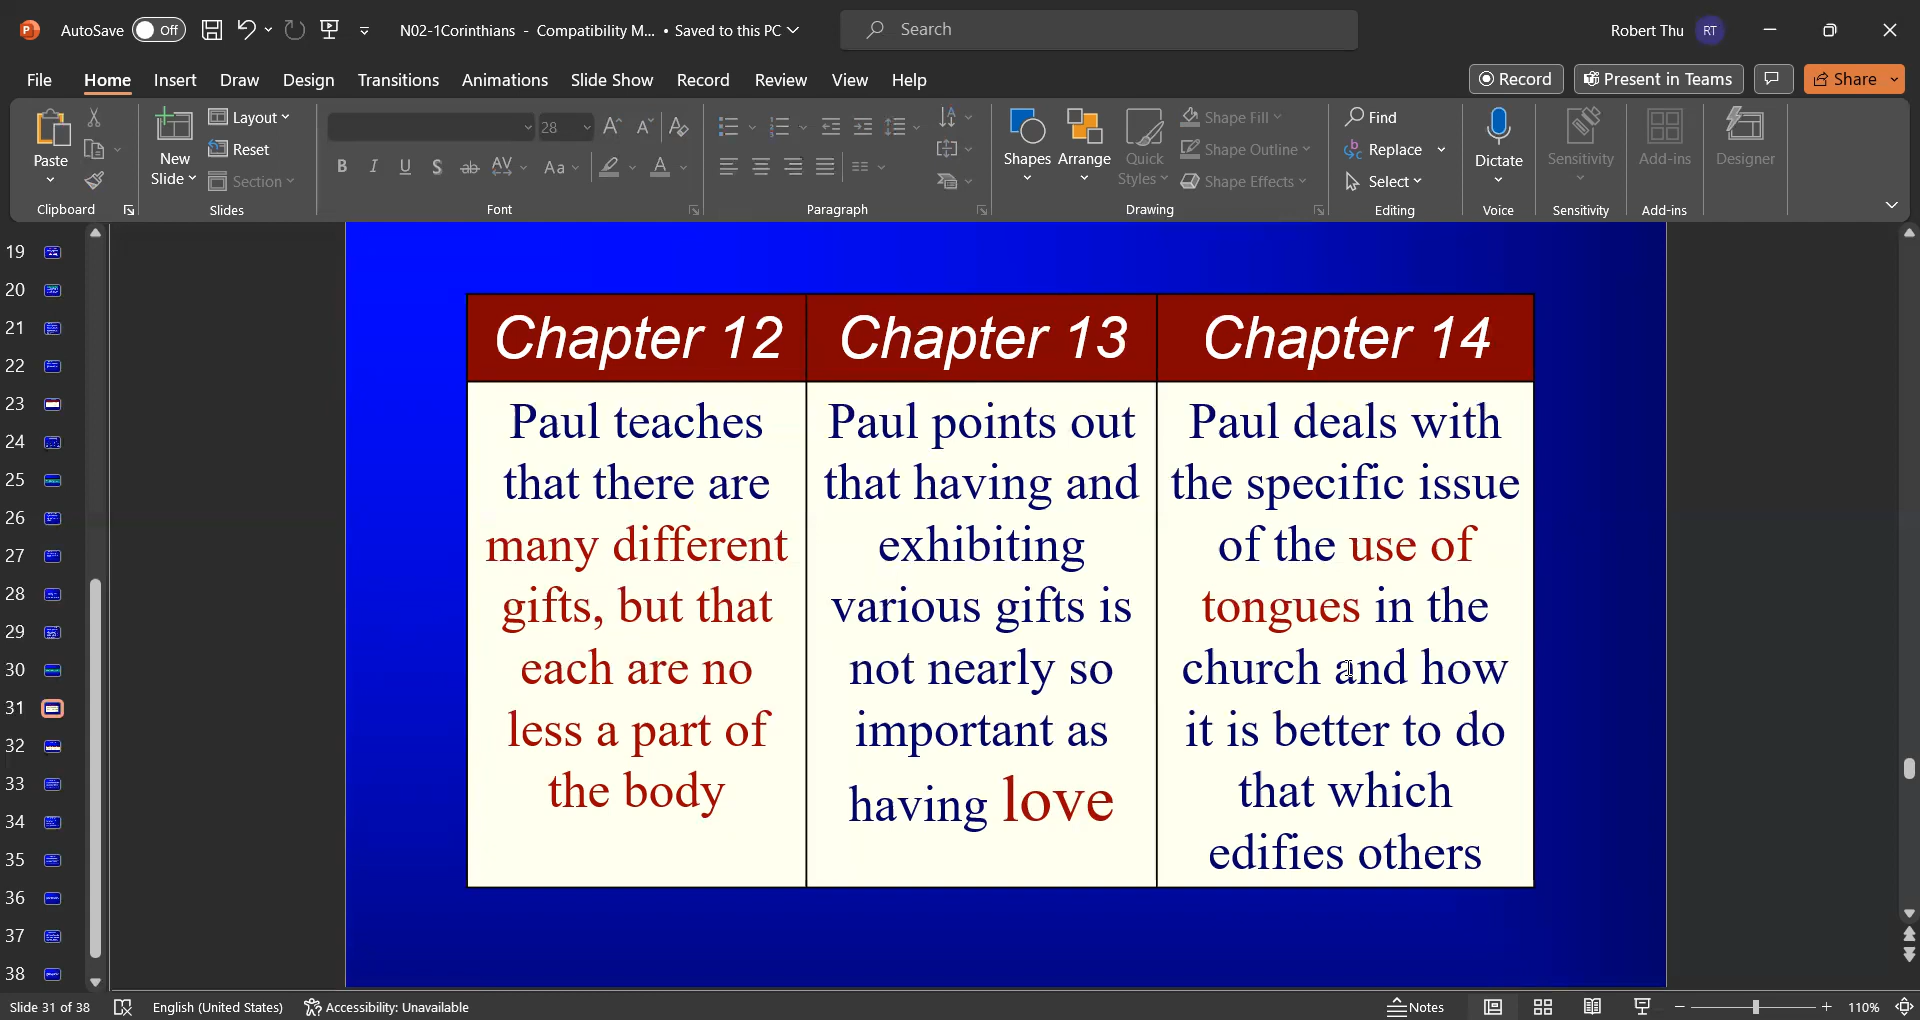 AutoSave Off N02-1Corinthians - Compatibility M... • Saved to this PC Search Robert Thu RT
File Home Insert Draw Design Transitions Animations Slide Show Record Review View Help Record Present in Teams Share
Paste
Clipboard
New Slide
Layout
Reset
Section
Slides
28
B I U S ab AV Aa A
Font
Paragraph
Shapes
Arrange
Quick Styles
Shape Fill
Shape Outline
Shape Effects
Drawing
Find
Replace
Select
Editing
Dictate
Voice
Sensitivity
Sensitivity
Add-ins
Add-ins
Designer
19
20
21
22
23
24
25
26
27
28
29
30
31
32
33
34
35
36
37
38
Chapter 12
Paul teaches
that there are
many different
gifts, but that
each are no
less a part of
the body
Chapter 13
Paul points out
that having and
exhibiting
various gifts is
not nearly so
important as
having love
Chapter 14
Paul deals with
the specific issue
of the use of
tongues in the
church and how
it is better to do
that which
edifies others
Slide 31 of 38 English (United States) Accessibility: Unavailable Notes 110%